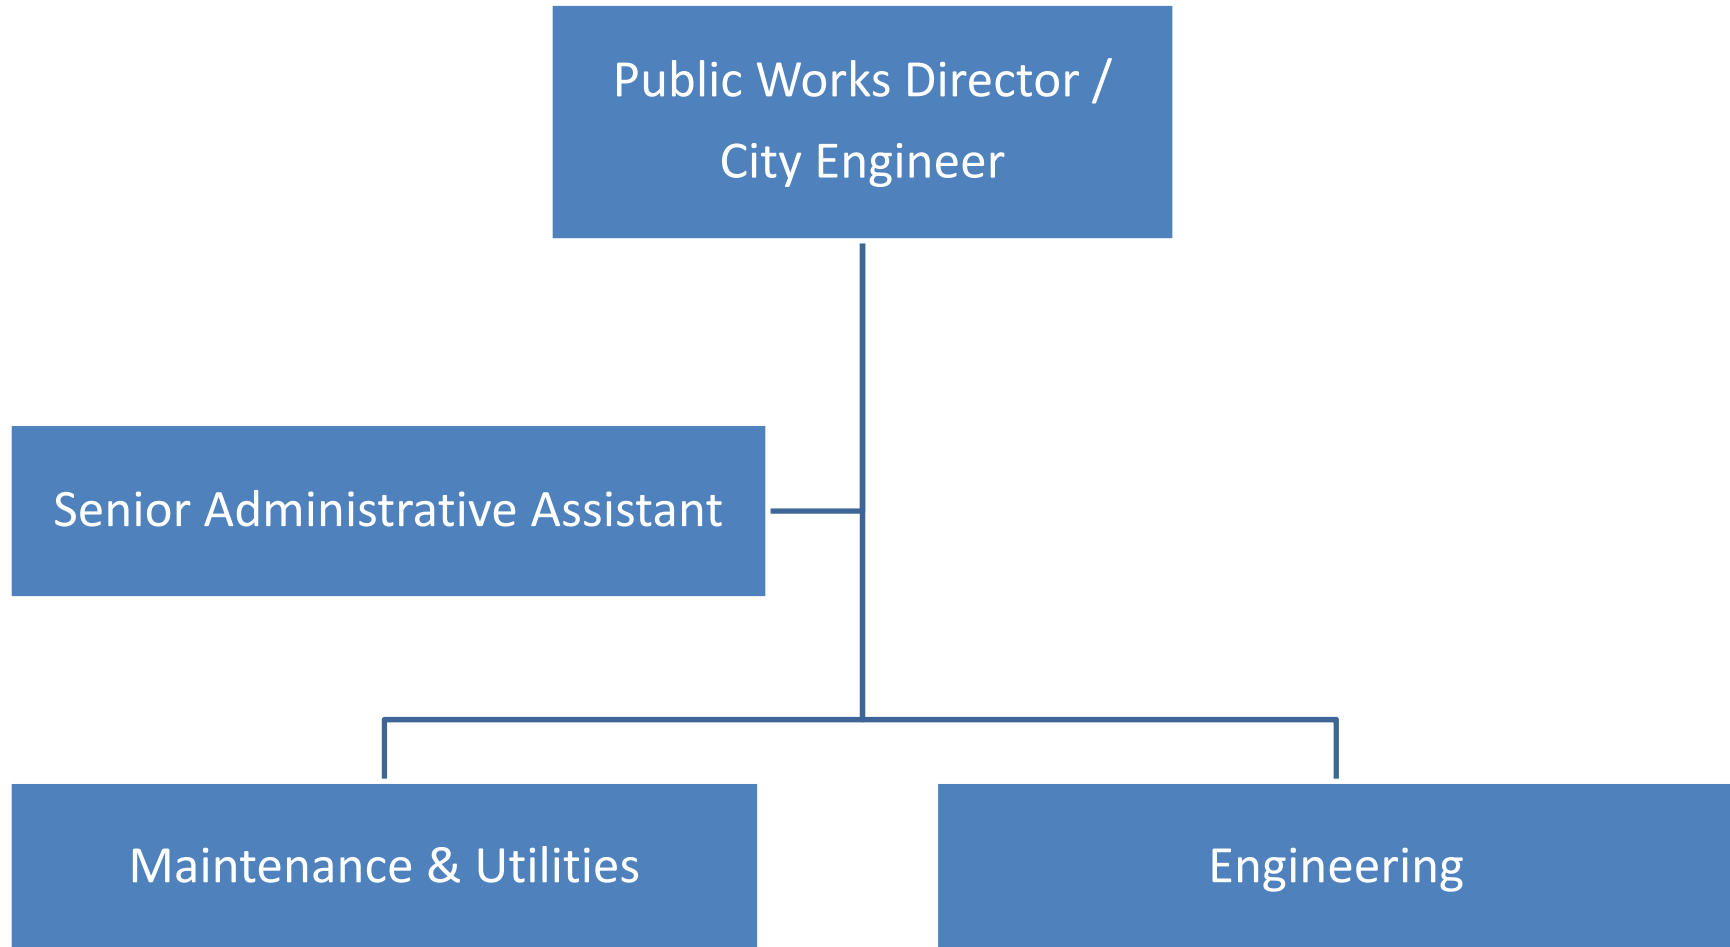 Public Works Director /
City Engineer
Senior Administrative Assistant
Maintenance & Utilities
Engineering